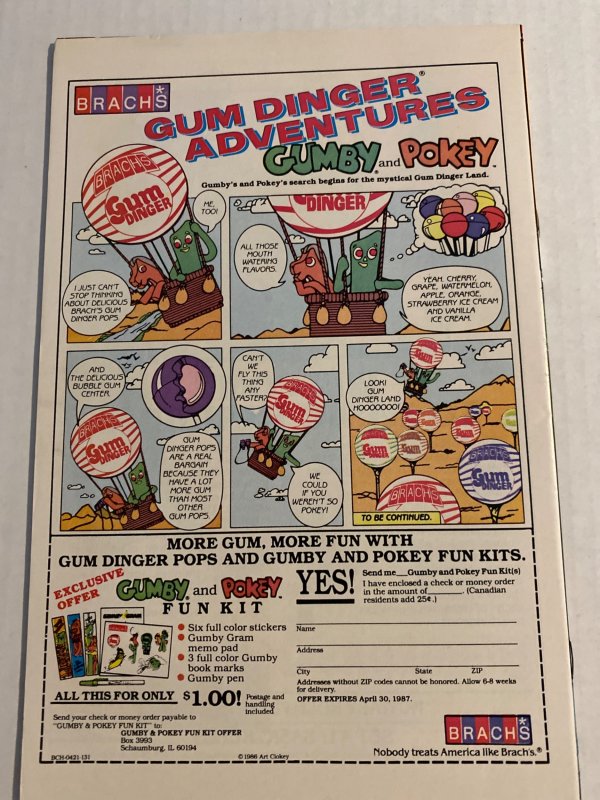 BRACH'S
GUM DINGER®
ADVENTURES
GUMBY® and POKEY™
Gumby's and Pokey's search begins for the mystical Gum Dinger Land.
BRACH'S
Gum
DINGER
ME,
TOO!
I JUST CAN'T
STOP THINKING
ABOUT DELICIOUS
BRACH'S GUM
DINGER POPS.
DINGER
ALL THOSE
MOUTH
WATERING
FLAVORS.
YEAH, CHERRY,
GRAPE, WATERMELON,
APPLE, ORANGE,
STRAWBERRY ICE CREAM
AND VANILLA
ICE CREAM.
AND
THE DELICIOUS
BUBBLE GUM
CENTER.
BRACH'S
Gum
DINGER
GUM
DINGER POPS
ARE A REAL
BARGAIN
BECAUSE THEY
HAVE A LOT
MORE GUM
THAN MOST
OTHER
GUM POPS.
CAN'T
WE
FLY THIS
THING
ANY
FASTER?
BRACH'S
Gum
DINGER
WE
COULD
IF YOU
WEREN'T SO
POKEY!
Gum
LOOK!
GUM
DINGER LAND
HOOOOOOO!
BRACH'S
Gum
Gum
BRACH'S
Gum
DINGER
BRACH'S
TO BE CONTINUED.
MORE GUM, MORE FUN WITH
GUM DINGER POPS AND GUMBY AND POKEY FUN KITS.
EXCLUSIVE
OFFER
GUMBY® and POKEY™
FUN KIT
• Six full color stickers
• Gumby Gram
memo pad
• 3 full color Gumby
book marks
• Gumby pen
ALL THIS FOR ONLY $1.00! Postage and
handling
included
Send your check or money order payable to
"GUMBY & POKEY FUN KIT" to:
GUMBY & POKEY FUN KIT OFFER
Box 3993
Schaumburg, IL 60194
BCH-0421-131
© 1986 Art Clokey
YES!
Send me___Gumby and Pokey Fun Kit(s)
I have enclosed a check or money order
in the amount of________. (Canadian
residents add 25¢.)
Name
Address
City State ZIP
Addresses without ZIP codes cannot be honored. Allow 6-8 weeks
for delivery.
OFFER EXPIRES April 30, 1987.
BRACH'S
Nobody treats America like Brach's.®